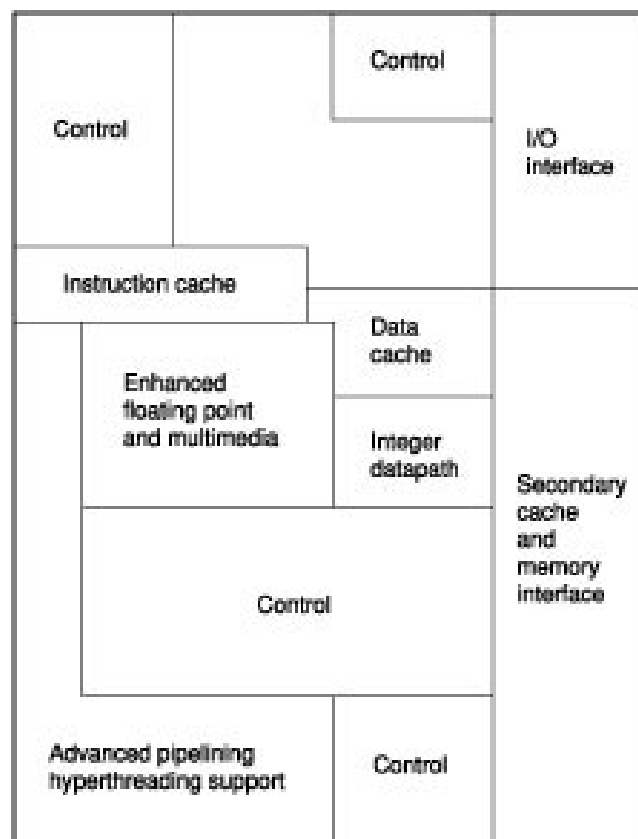 Control
Control
I/O
interface
Instruction cache
Data
cache
Enhanced
floating point
and multimedia
Integer
datapath
Secondary
cache
and
memory
interface
Control
Advanced pipelining
hyperthreading support
Control